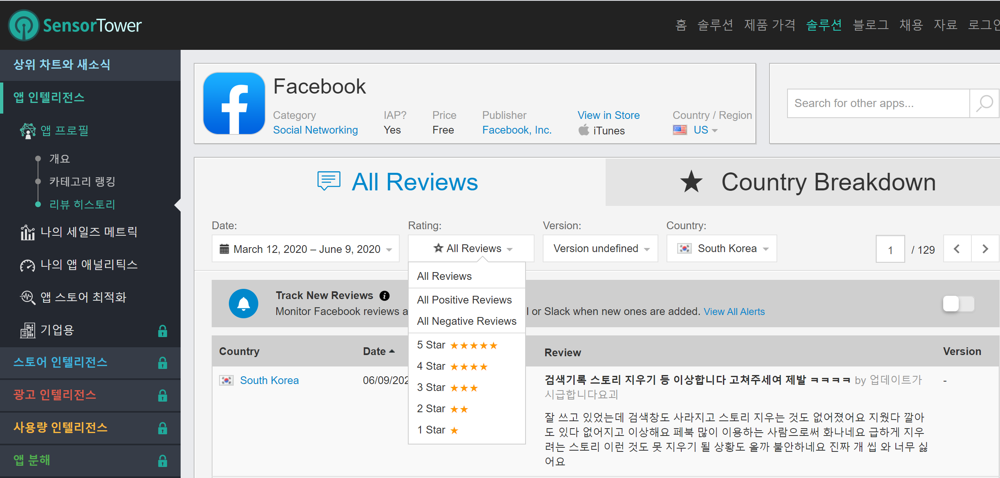 SensorTower
홈 솔루션 제품 가격 솔루션 블로그 채용 자료 로그인
상위 차트와 새소식
앱 인텔리전스
앱 프로필
개요
카테고리 랭킹
리뷰 히스토리
나의 세일즈 메트릭
나의 앱 애널리틱스
앱 스토어 최적화
기업용
스토어 인텔리전스
광고 인텔리전스
사용량 인텔리전스
앱 분해
Facebook
Category IAP? Price Publisher View in Store Country / Region
Social Networking Yes Free Facebook, Inc. iTunes US
Search for other apps...
All Reviews
Country Breakdown
Date: Rating: Version: Country:
March 12, 2020 – June 9, 2020 All Reviews Version undefined South Korea 1 / 129
All Reviews
All Positive Reviews
All Negative Reviews
5 Star ★★★★★
4 Star ★★★★
3 Star ★★★
2 Star ★★
1 Star ★
Track New Reviews
Monitor Facebook reviews a l or Slack when new ones are added. View All Alerts
Country Date Review Version
South Korea 06/09/202 검색기록 스토리 지우기 등 이상합니다 고쳐주세여 제발 ㅋㅋㅋㅋ by 업데이트가 -
시급합니다요괴
잘 쓰고 있었는데 검색창도 사라지고 스토리 지우는 것도 없어졌어요 지웠다 깔아
도 있다 없어지고 이상해요 페북 많이 이용하는 사람으로써 화나네요 급하게 지우
려는 스토리 이런 것도 못 지우기 될 상황도 올까 불안하네요 진짜 개 씹 와 너무 싫
어요